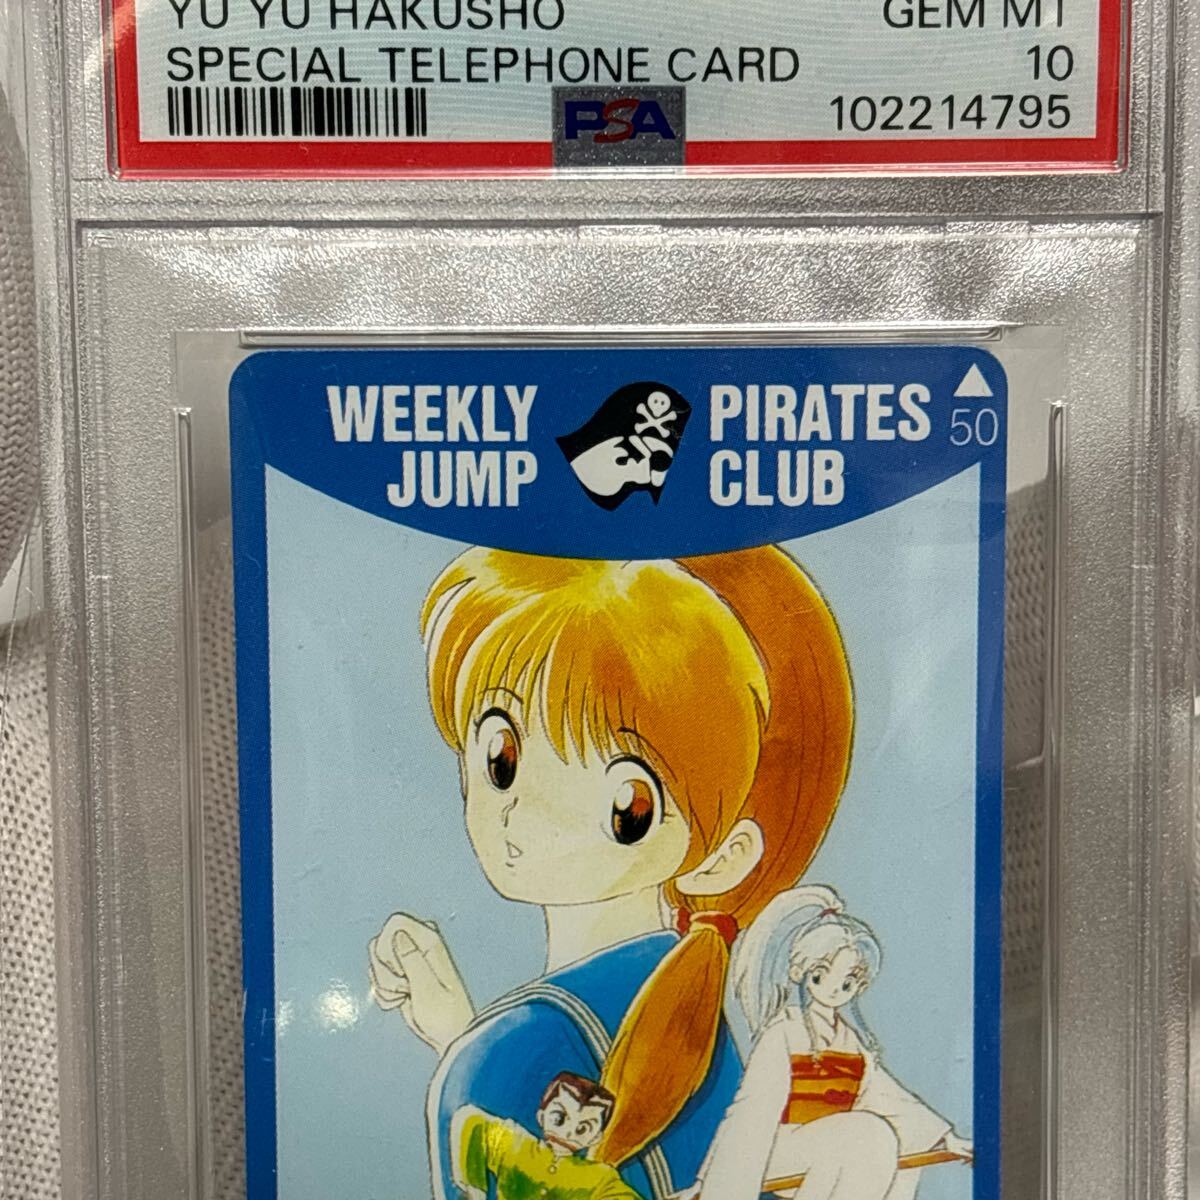 YU YU HAKUSHO GEM MT
SPECIAL TELEPHONE CARD 10
PSA 102214795
WEEKLY PIRATES
JUMP CLUB
50